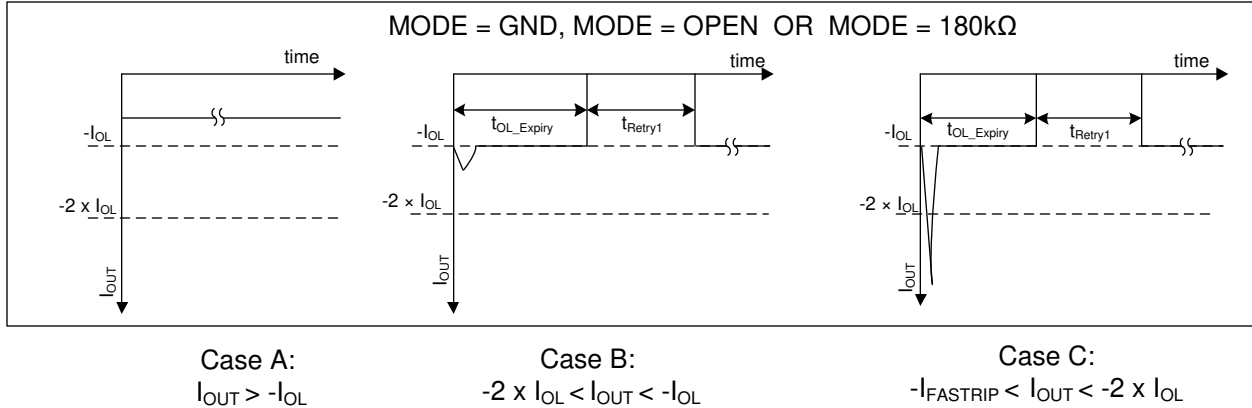 MODE = GND, MODE = OPEN OR MODE = 180kΩ
time
-IOL
-2 x IOL
IOUT
time
tOL_Expiry
tRetry1
-IOL
-2 × IOL
IOUT
time
tOL_Expiry
tRetry1
-IOL
-2 × IOL
IOUT
Case A:
IOUT > -IOL
Case B:
-2 x IOL < IOUT < -IOL
Case C:
-IFASTRIP < IOUT < -2 x IOL